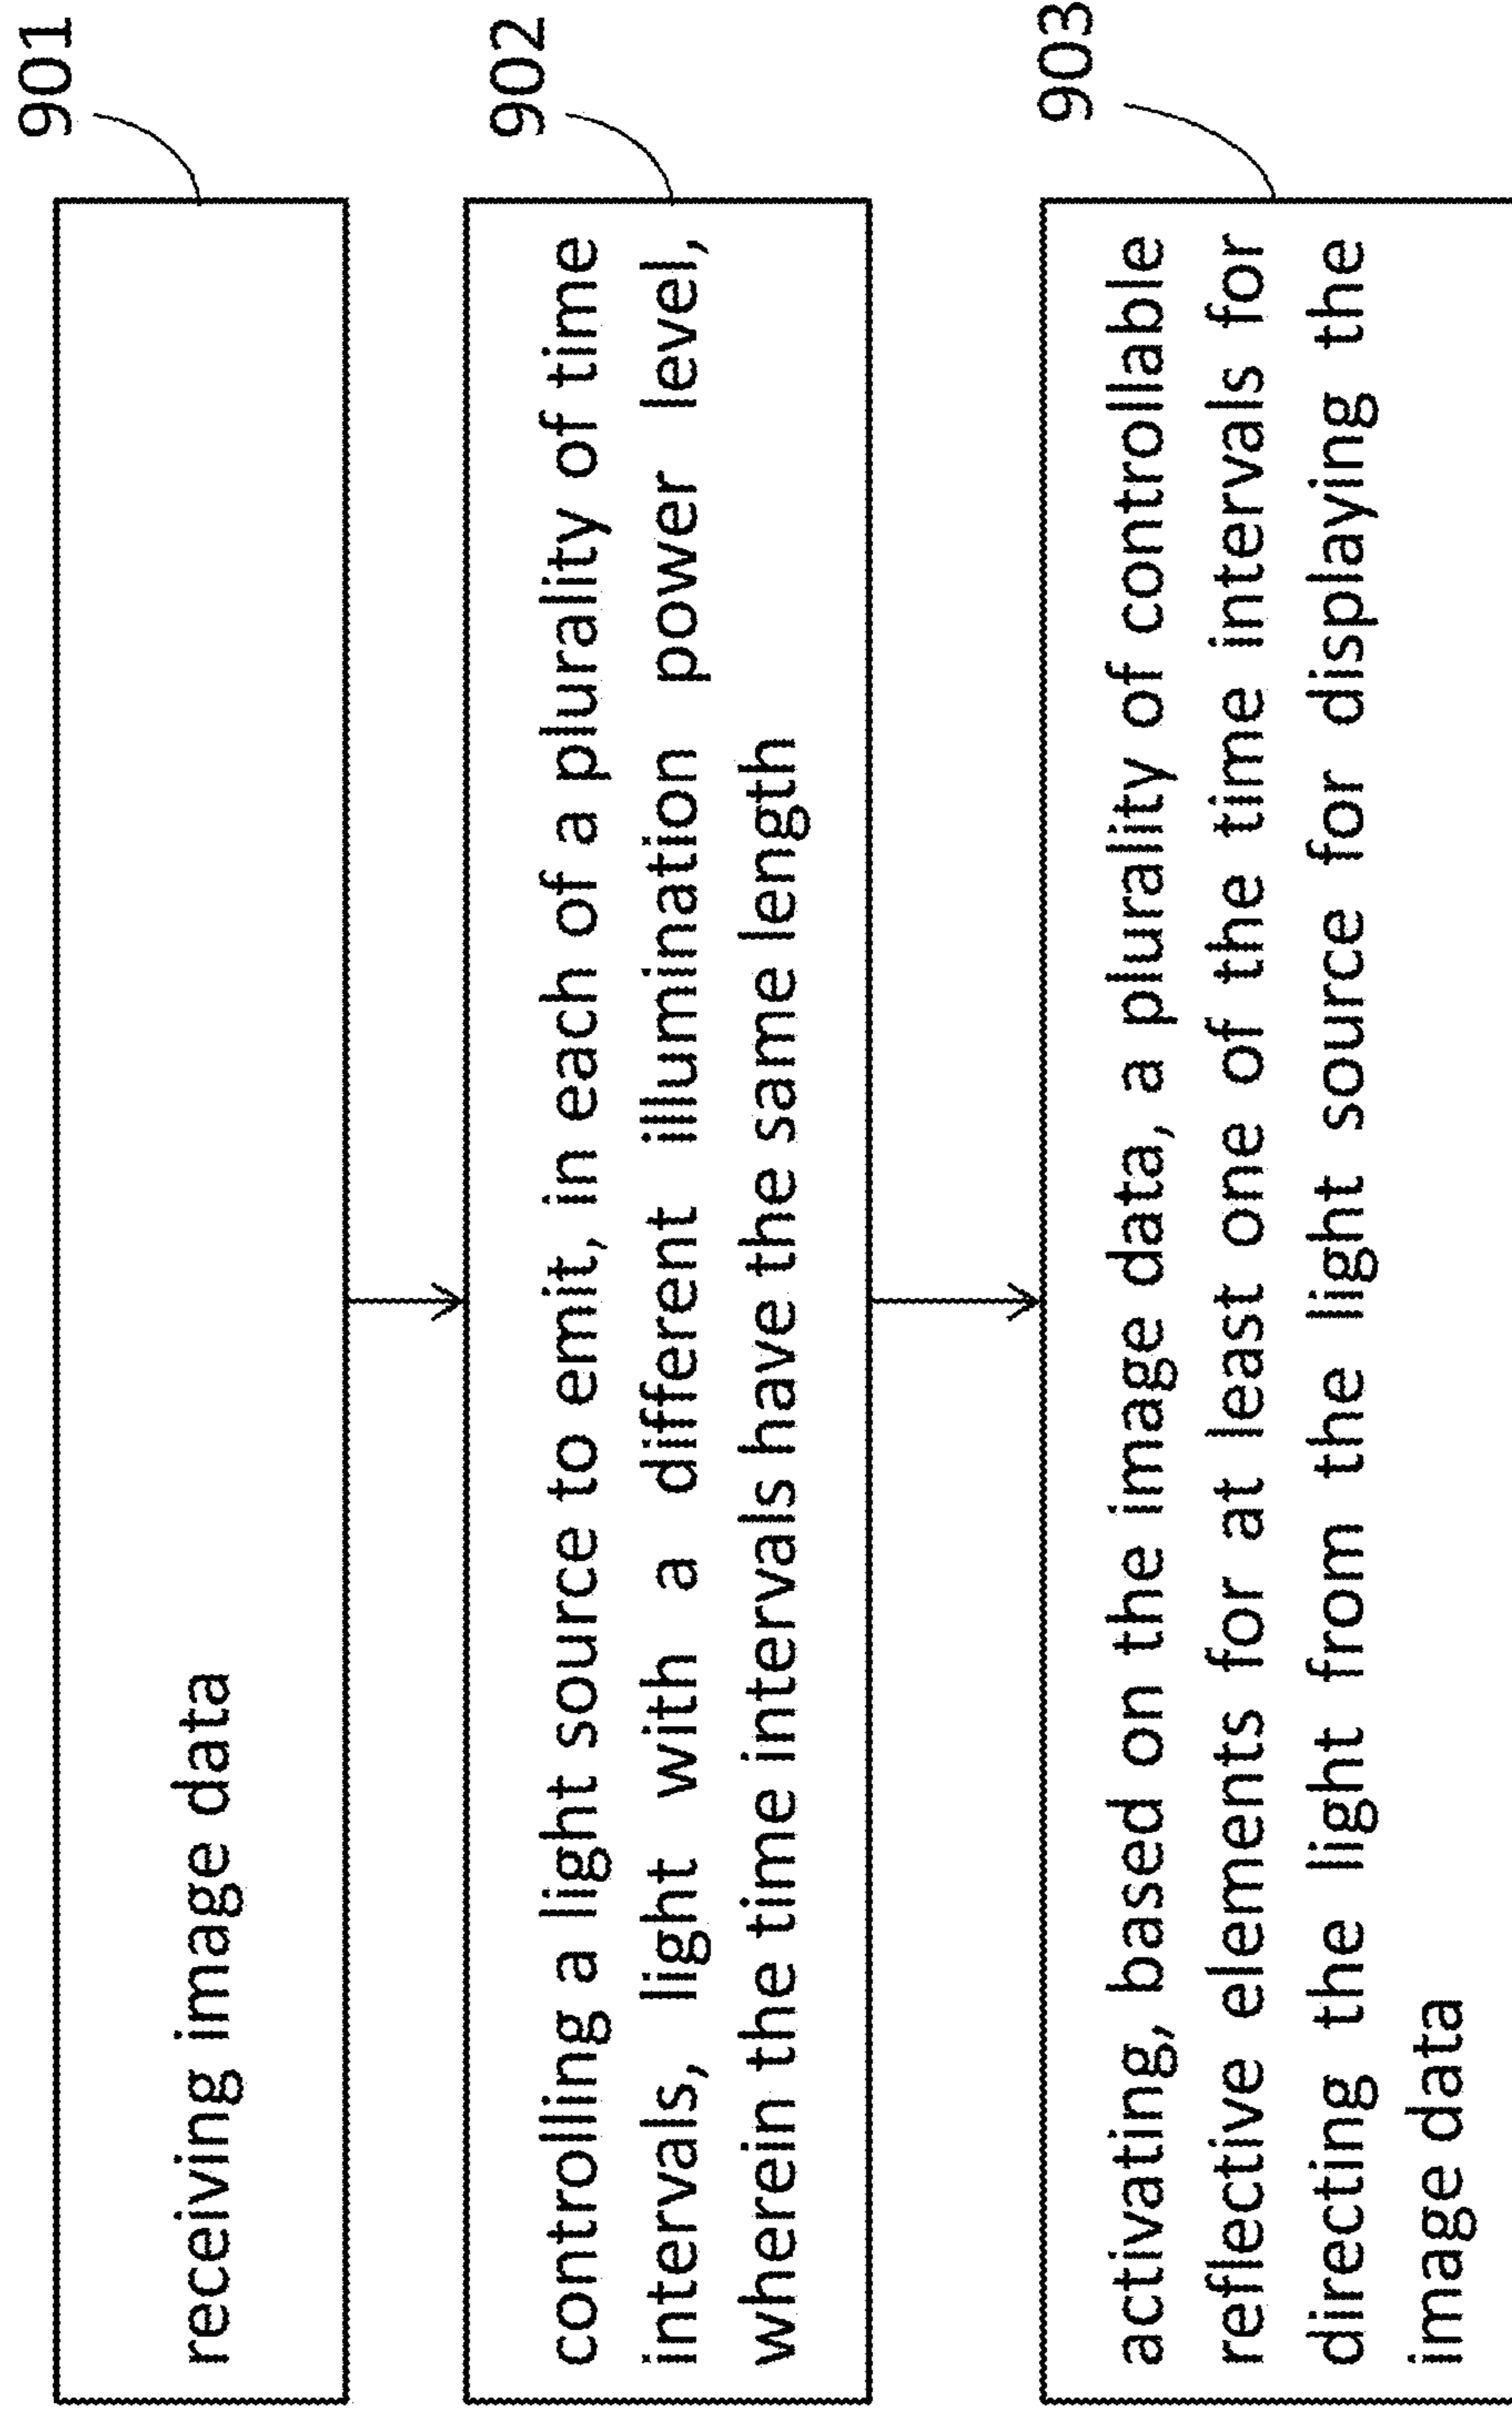 901
receiving image data
902
controlling a light source to emit, in each of a plurality of time
intervals, light with a different illumination power level,
wherein the time intervals have the same length
903
activating, based on the image data, a plurality of controllable
reflective elements for at least one of the time intervals for
directing the light from the light source for displaying the
image data